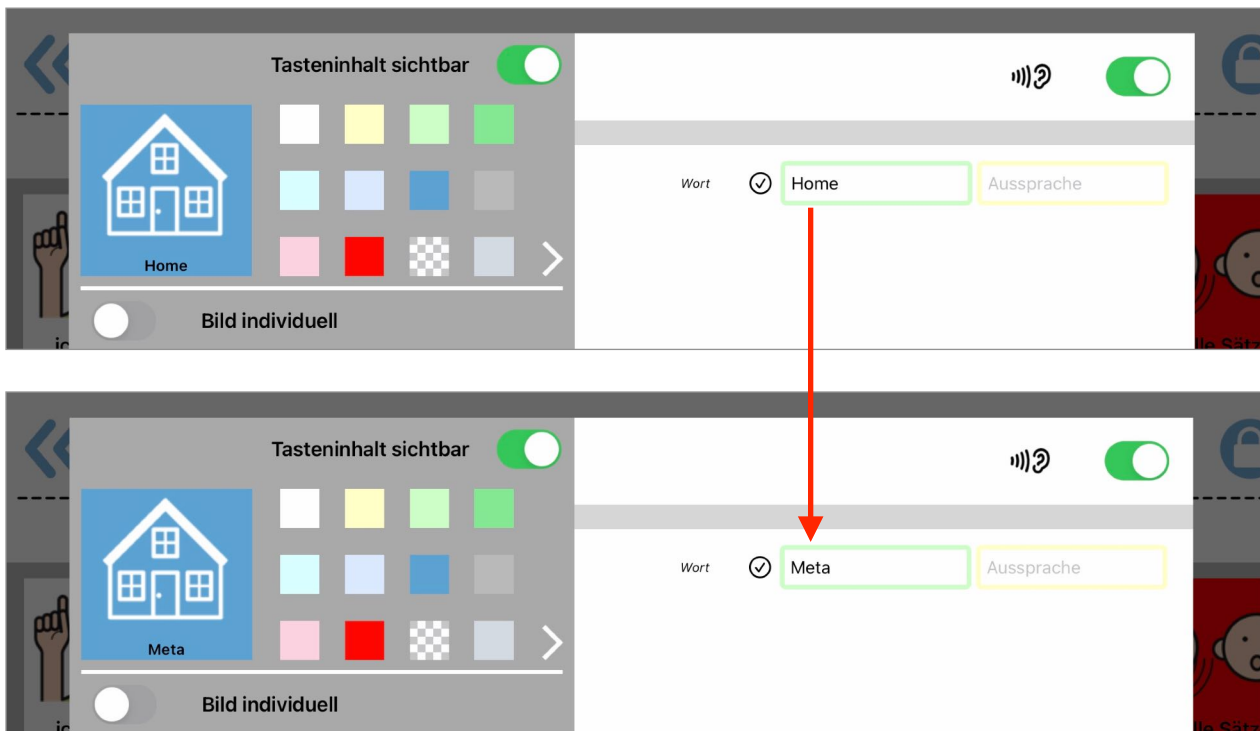 Tasteninhalt sichtbar
Wort Home Aussprache
Home
Bild individuell
Tasteninhalt sichtbar
Wort Meta Aussprache
Meta
Bild individuell